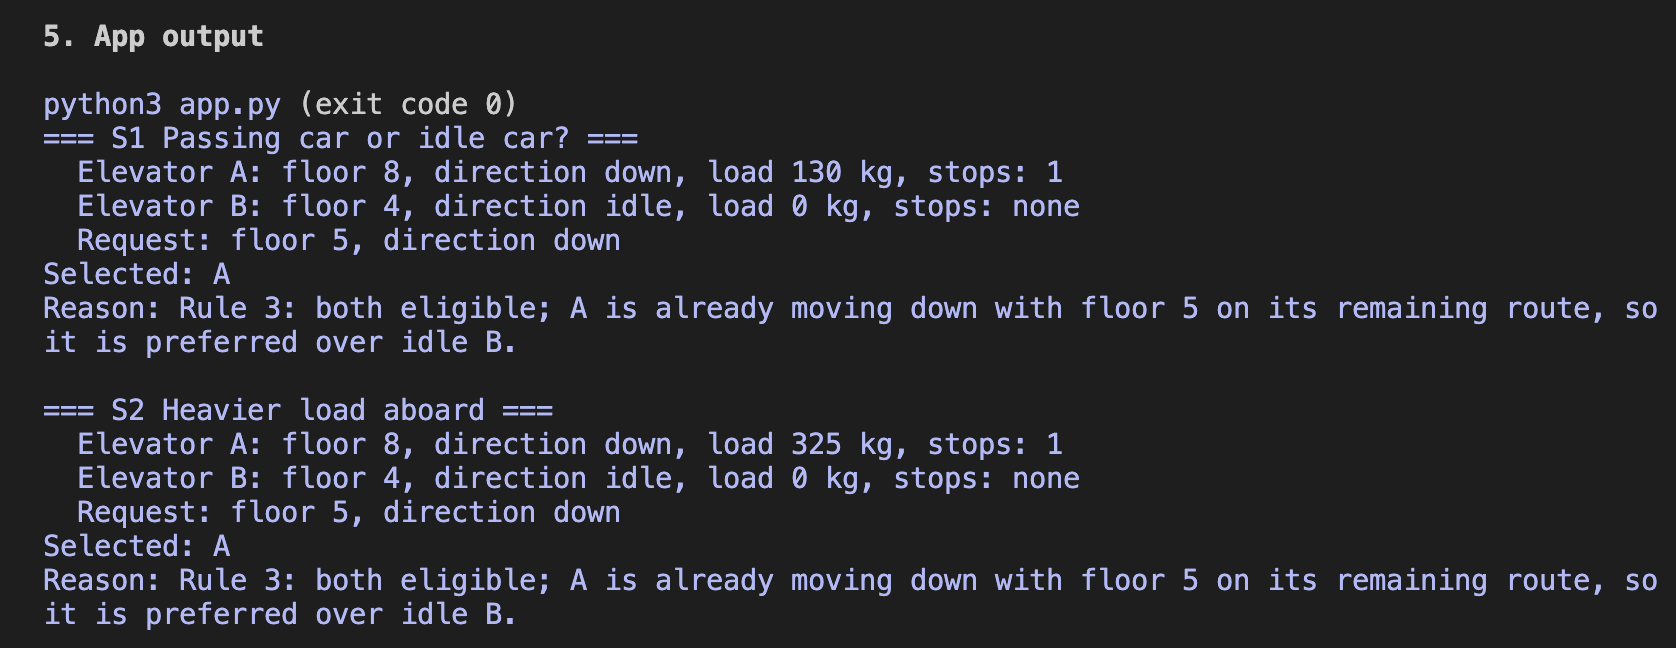 5. App output
python3 app.py (exit code 0)
=== S1 Passing car or idle car? ===
Elevator A: floor 8, direction down, load 130 kg, stops: 1
Elevator B: floor 4, direction idle, load 0 kg, stops: none
Request: floor 5, direction down
Selected: A
Reason: Rule 3: both eligible; A is already moving down with floor 5 on its remaining route, so
it is preferred over idle B.
=== S2 Heavier load aboard ===
Elevator A: floor 8, direction down, load 325 kg, stops: 1
Elevator B: floor 4, direction idle, load 0 kg, stops: none
Request: floor 5, direction down
Selected: A
Reason: Rule 3: both eligible; A is already moving down with floor 5 on its remaining route, so
it is preferred over idle B.